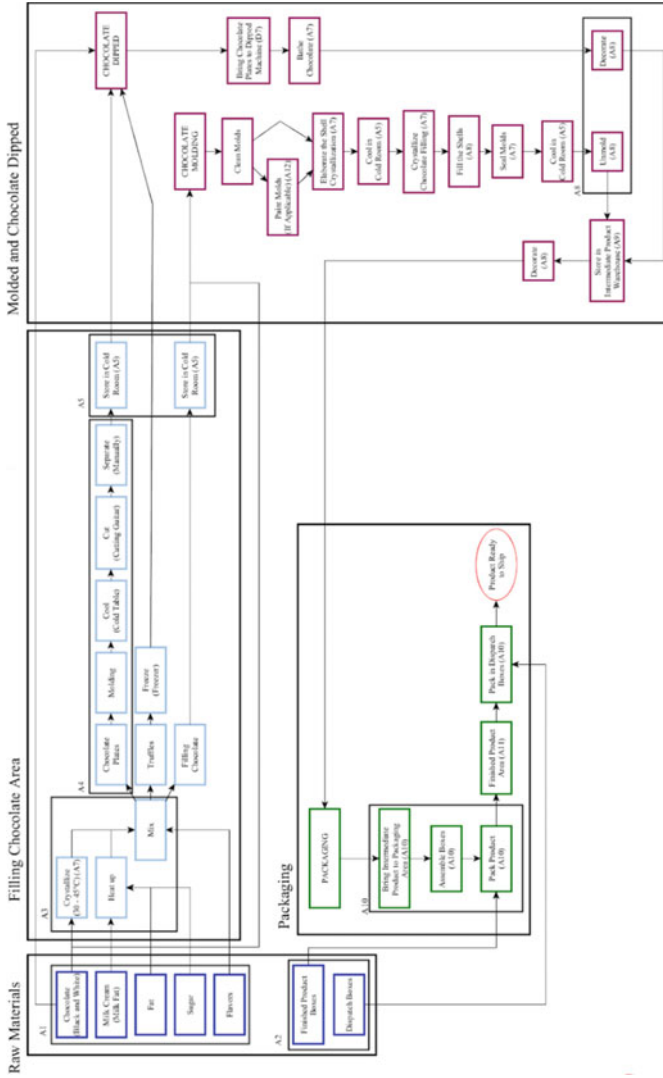 Raw Materials
A1
Chocolate
(Black and White)
Milk Cream
(Milk Fat)
Fat
Sugar
Flavors
A2
Finished Product
Boxes
Dispatch Boxes
Filling Chocolate Area
A3
Crystallize
(30 - 45°C) (A7)
Heat up
Mix
A4
Chocolate
Plates
Molding
Cool
(Cold Table)
Cut
(Cutting Guitar)
Separate
(Manually)
Truffles
Freeze
(Freezer)
Filling
Chocolate
A5
Store in Cold
Room (A5)
Store in Cold
Room (A5)
Packaging
PACKAGING
A10
Bring Intermediate
Product to Packaging
Area (A10)
Assemble Boxes
(A10)
Pack Product
(A10)
Finished Product
Area (A11)
Pack in Dispatch
Boxes (A10)
Product Ready
to Ship
Molded and Chocolate Dipped
CHOCOLATE
DIPPED
Bring Chocolate
Plates to Dipped
Machine (D7)
Bathe
Chocolate (A7)
CHOCOLATE
MOLDING
Clean Molds
Paint Molds
(If Applicable) (A12)
Elaborate the Shell
Crystallization (A7)
Cool in
Cold Room (A5)
Crystallize
Chocolate Filling (A7)
Fill the Shells
(A8)
Seal Molds
(A7)
Cool in
Cold Room (A5)
A8
Unmold
(A8)
Decorate
(A8)
Store in
Intermediate Product
Warehouse (A9)
Decorate
(A8)